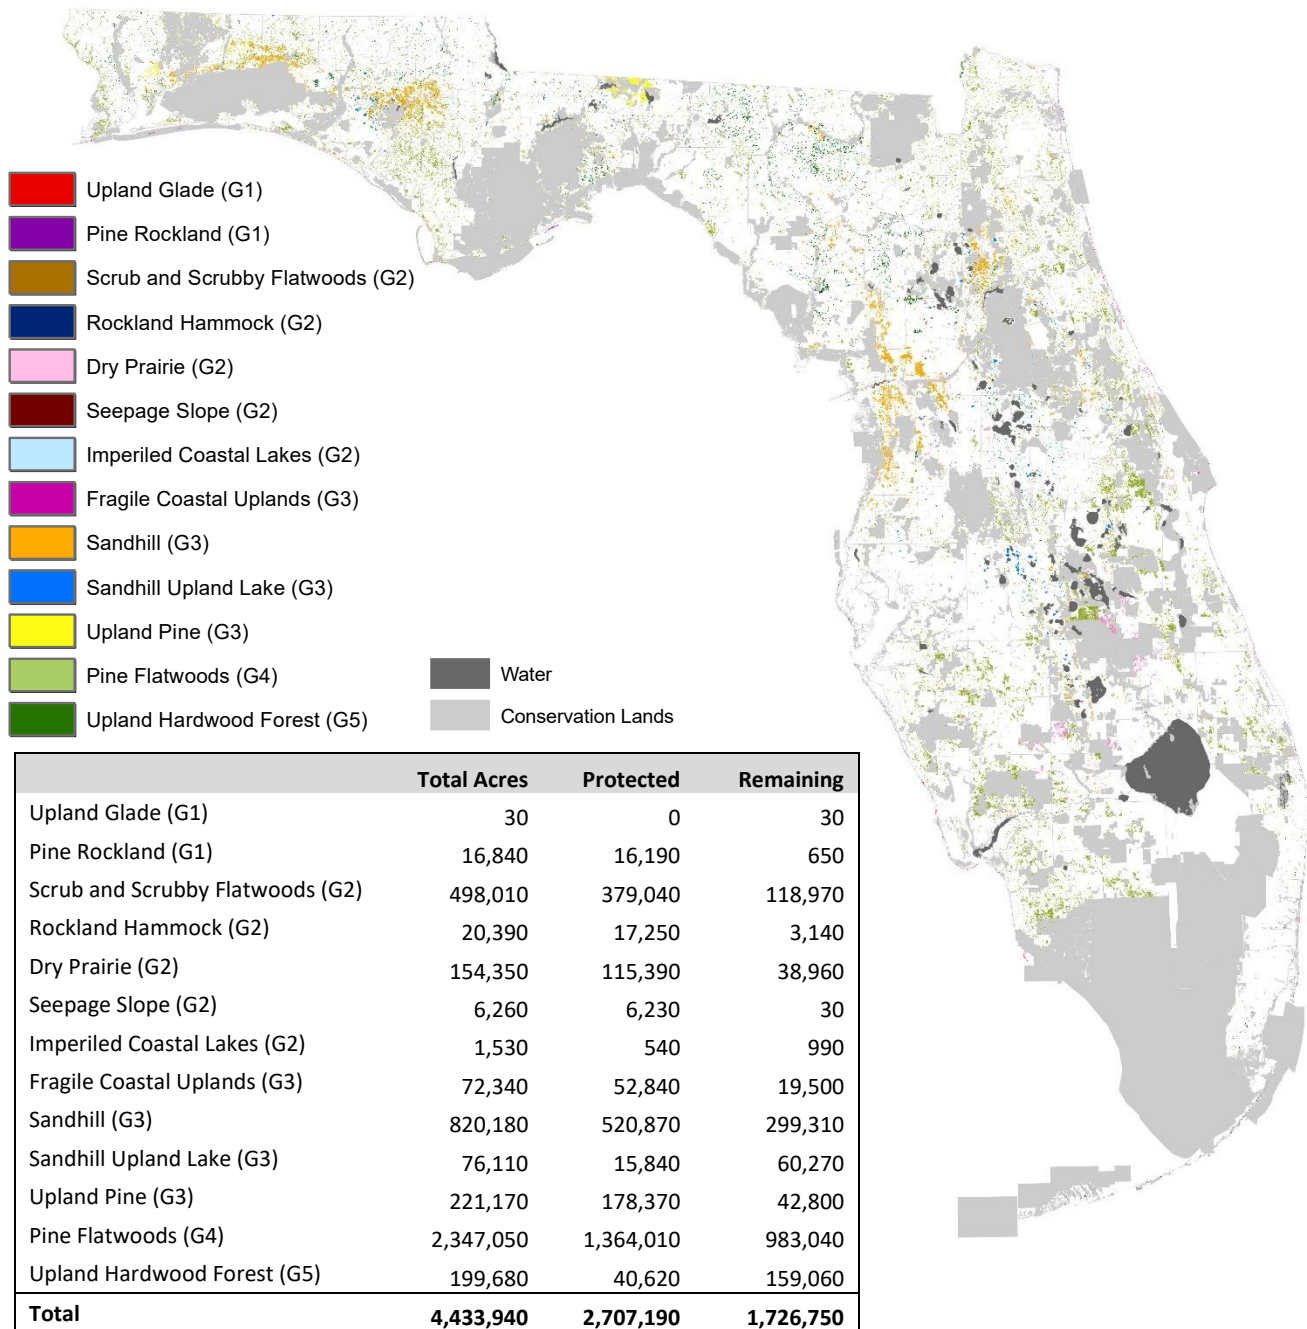 Upland Glade (G1)
Pine Rockland (G1)
Scrub and Scrubby Flatwoods (G2)
Rockland Hammock (G2)
Dry Prairie (G2)
Seepage Slope (G2)
Imperiled Coastal Lakes (G2)
Fragile Coastal Uplands (G3)
Sandhill (G3)
Sandhill Upland Lake (G3)
Upland Pine (G3)
Pine Flatwoods (G4)
Upland Hardwood Forest (G5)
Water
Conservation Lands
Total Acres Protected Remaining
Upland Glade (G1) 30 0 30
Pine Rockland (G1) 16,840 16,190 650
Scrub and Scrubby Flatwoods (G2) 498,010 379,040 118,970
Rockland Hammock (G2) 20,390 17,250 3,140
Dry Prairie (G2) 154,350 115,390 38,960
Seepage Slope (G2) 6,260 6,230 30
Imperiled Coastal Lakes (G2) 1,530 540 990
Fragile Coastal Uplands (G3) 72,340 52,840 19,500
Sandhill (G3) 820,180 520,870 299,310
Sandhill Upland Lake (G3) 76,110 15,840 60,270
Upland Pine (G3) 221,170 178,370 42,800
Pine Flatwoods (G4) 2,347,050 1,364,010 983,040
Upland Hardwood Forest (G5) 199,680 40,620 159,060
Total 4,433,940 2,707,190 1,726,750